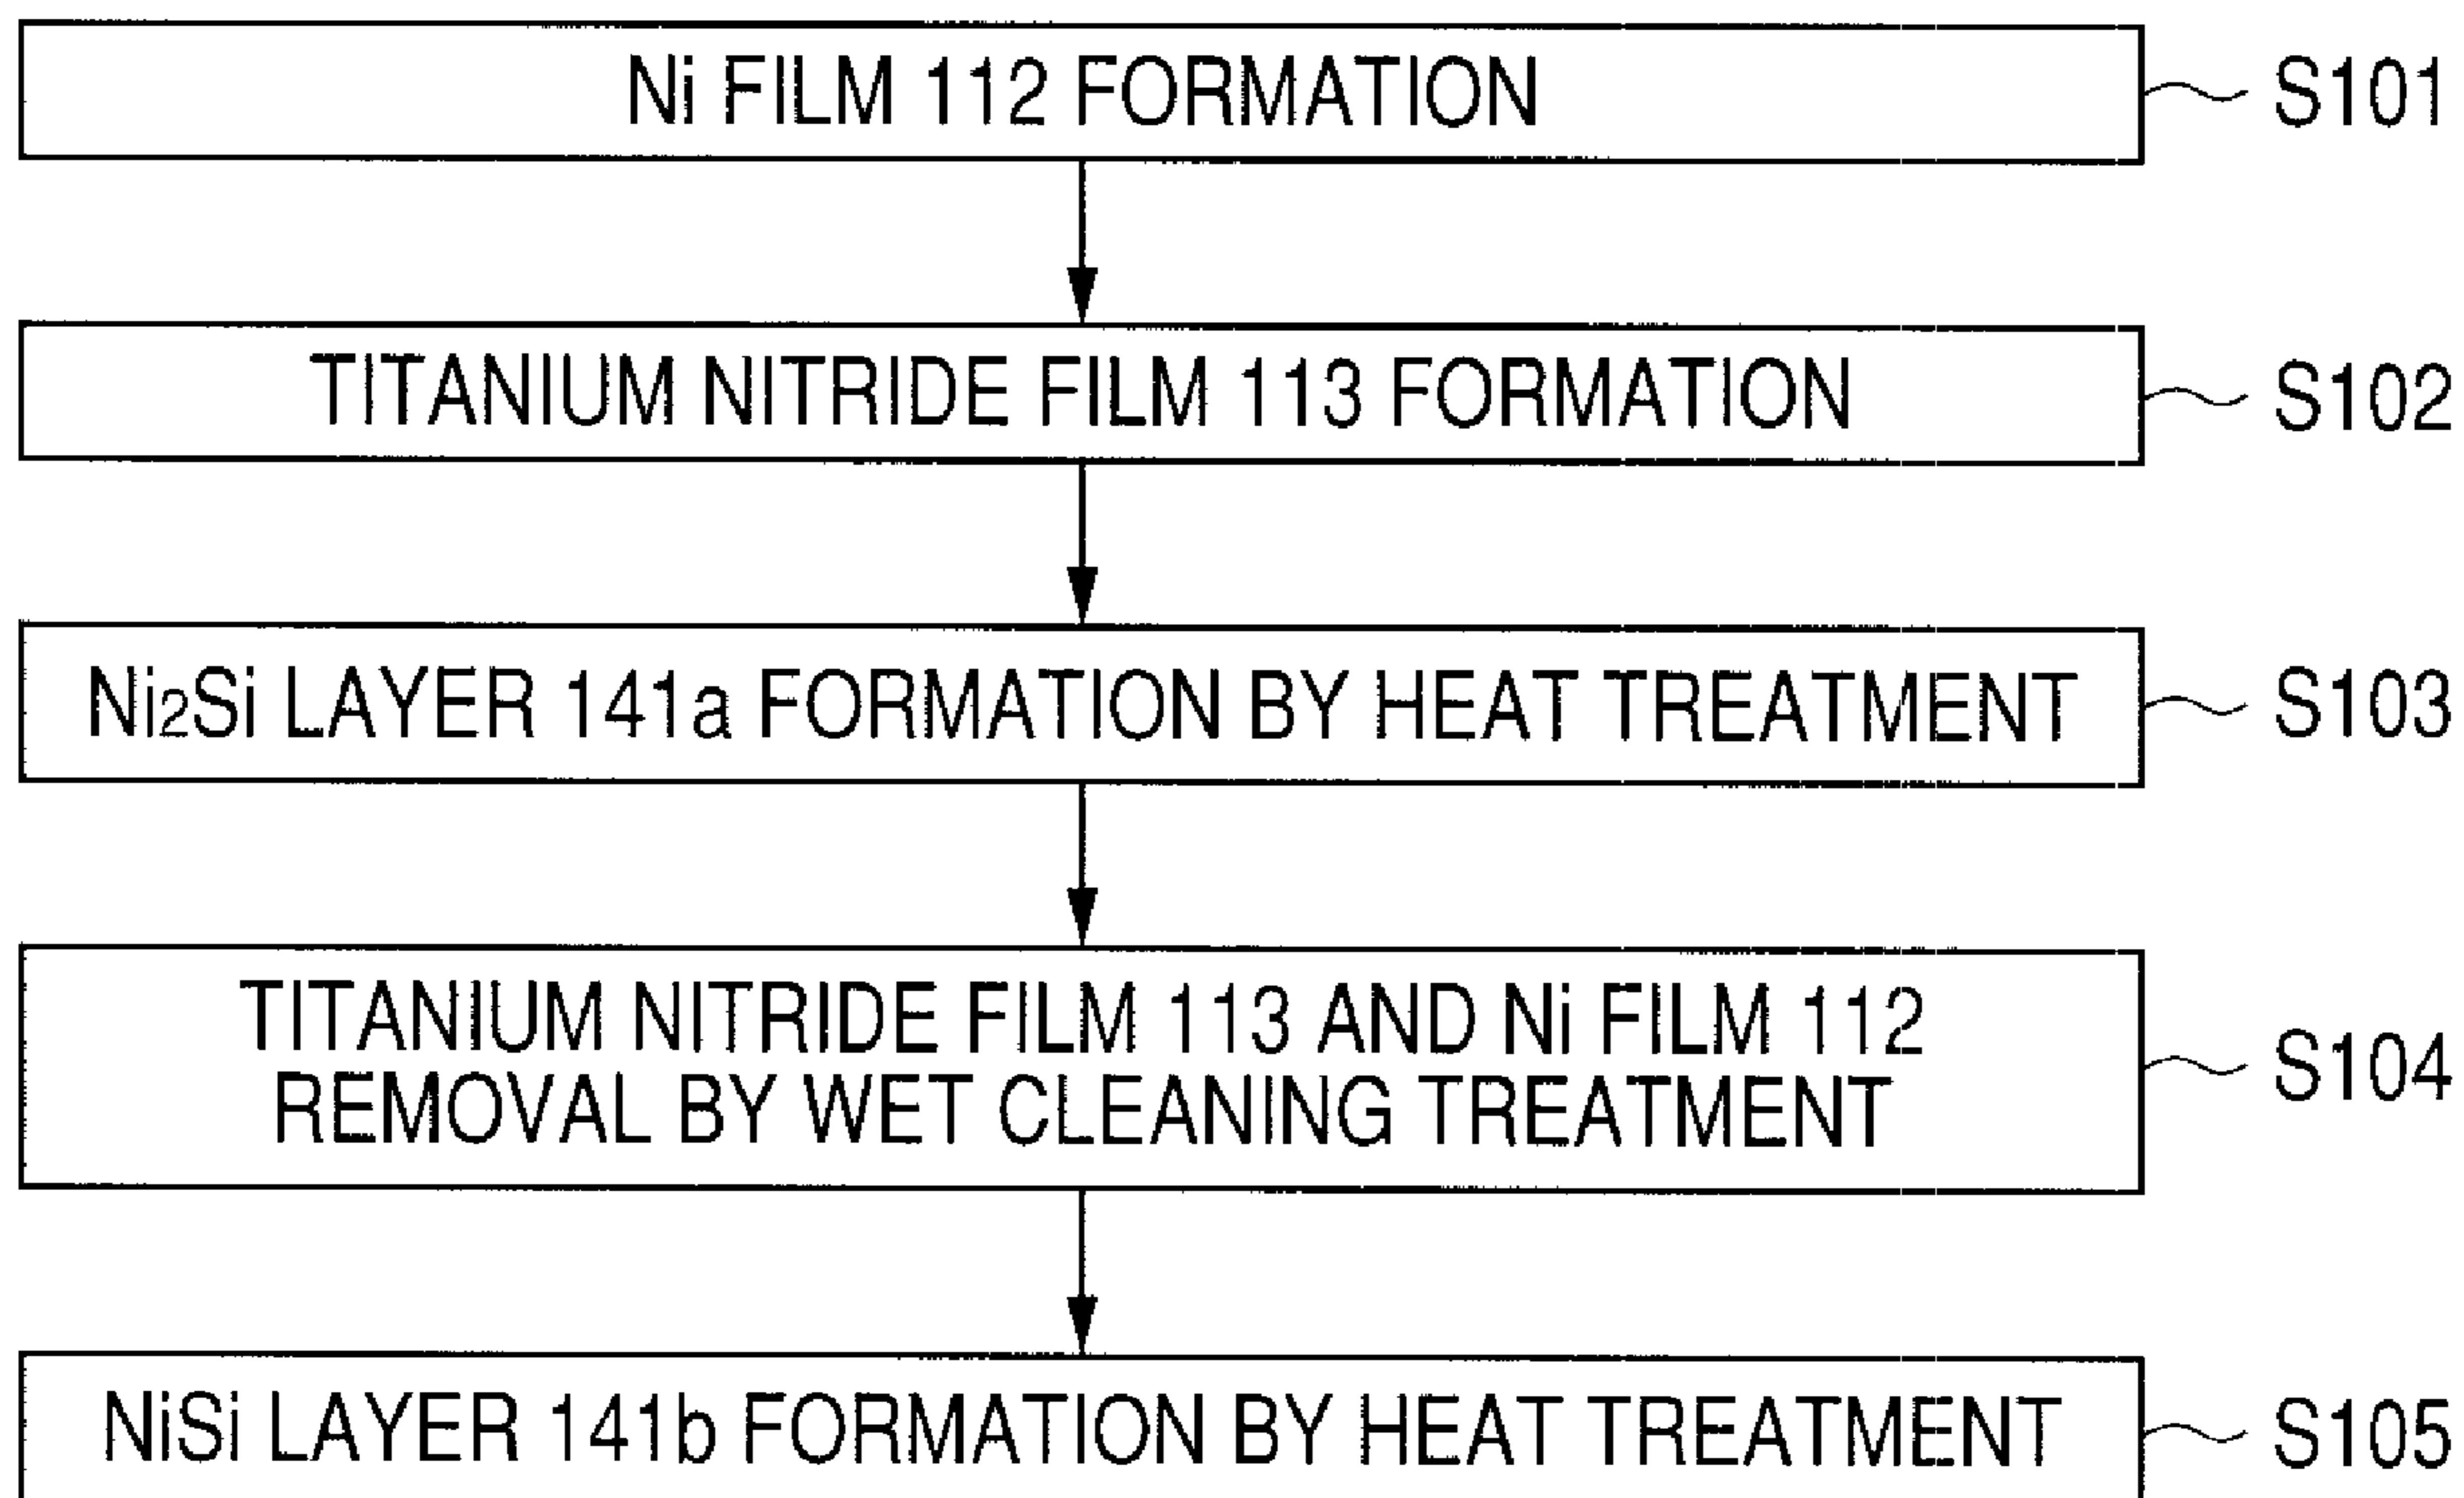 Ni FILM 112 FORMATION
S101
TITANIUM NITRIDE FILM 113 FORMATION
S102
Ni₂Si LAYER 141a FORMATION BY HEAT TREATMENT
S103
TITANIUM NITRIDE FILM 113 AND Ni FILM 112
REMOVAL BY WET CLEANING TREATMENT
S104
NiSi LAYER 141b FORMATION BY HEAT TREATMENT
S105